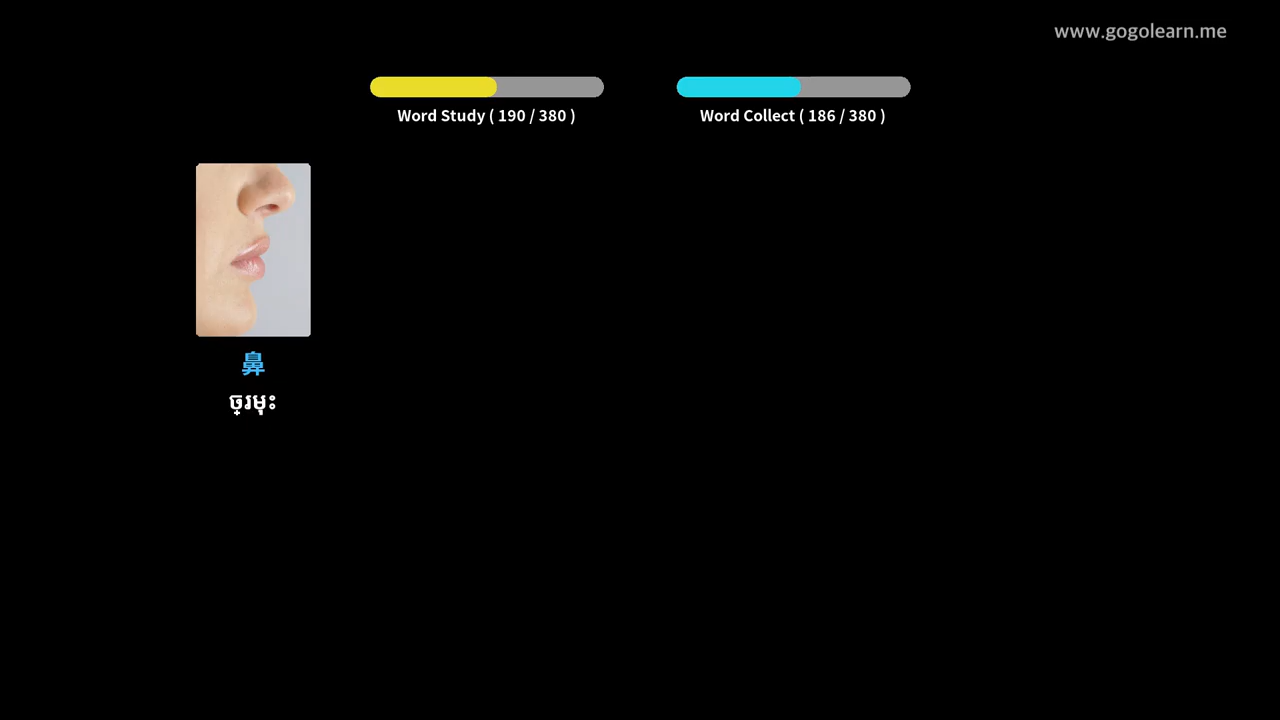 www.gogolearn.me
Word Study ( 190 / 380 )
Word Collect ( 186 / 380 )
鼻
ច្រមុះ